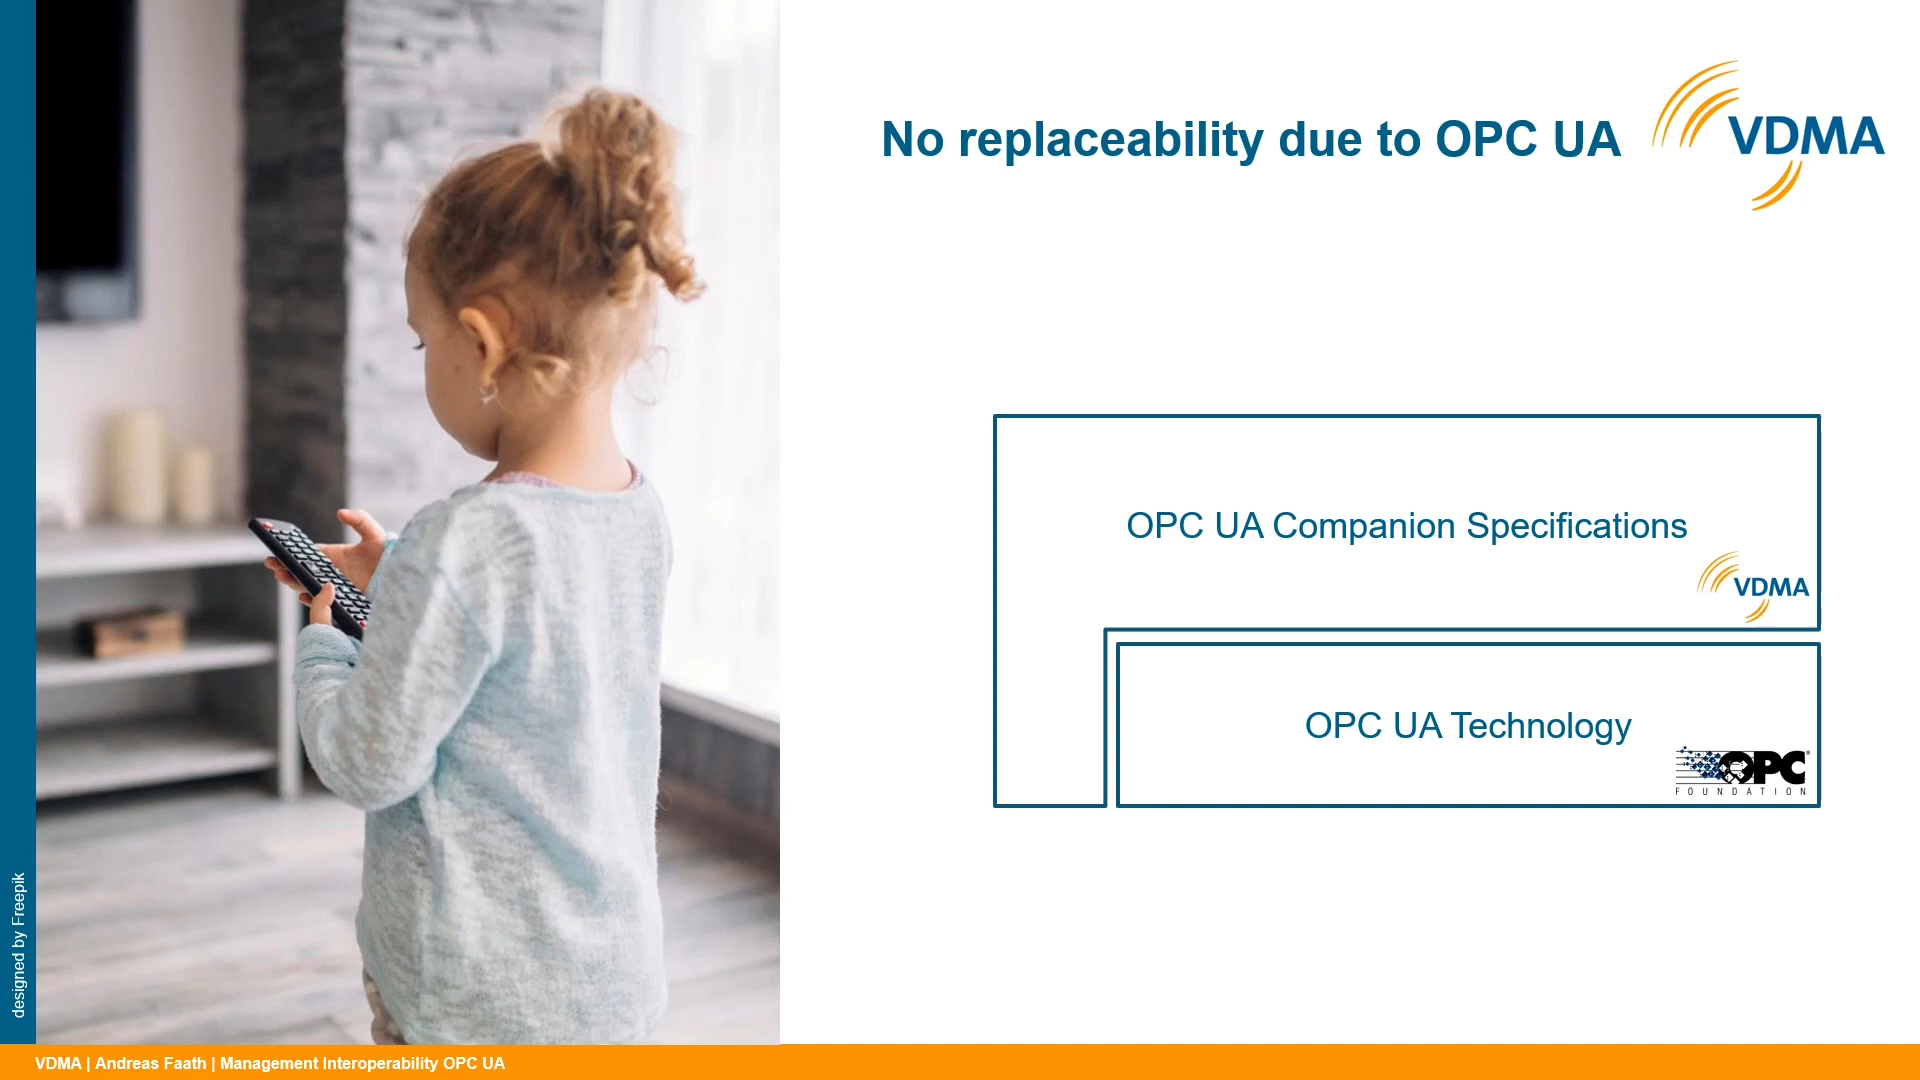 No replaceability due to OPC UA
VDMA
OPC UA Companion Specifications
VDMA
OPC UA Technology
OPC
FOUNDATION
designed by Freepik
VDMA | Andreas Faath | Management Interoperability OPC UA